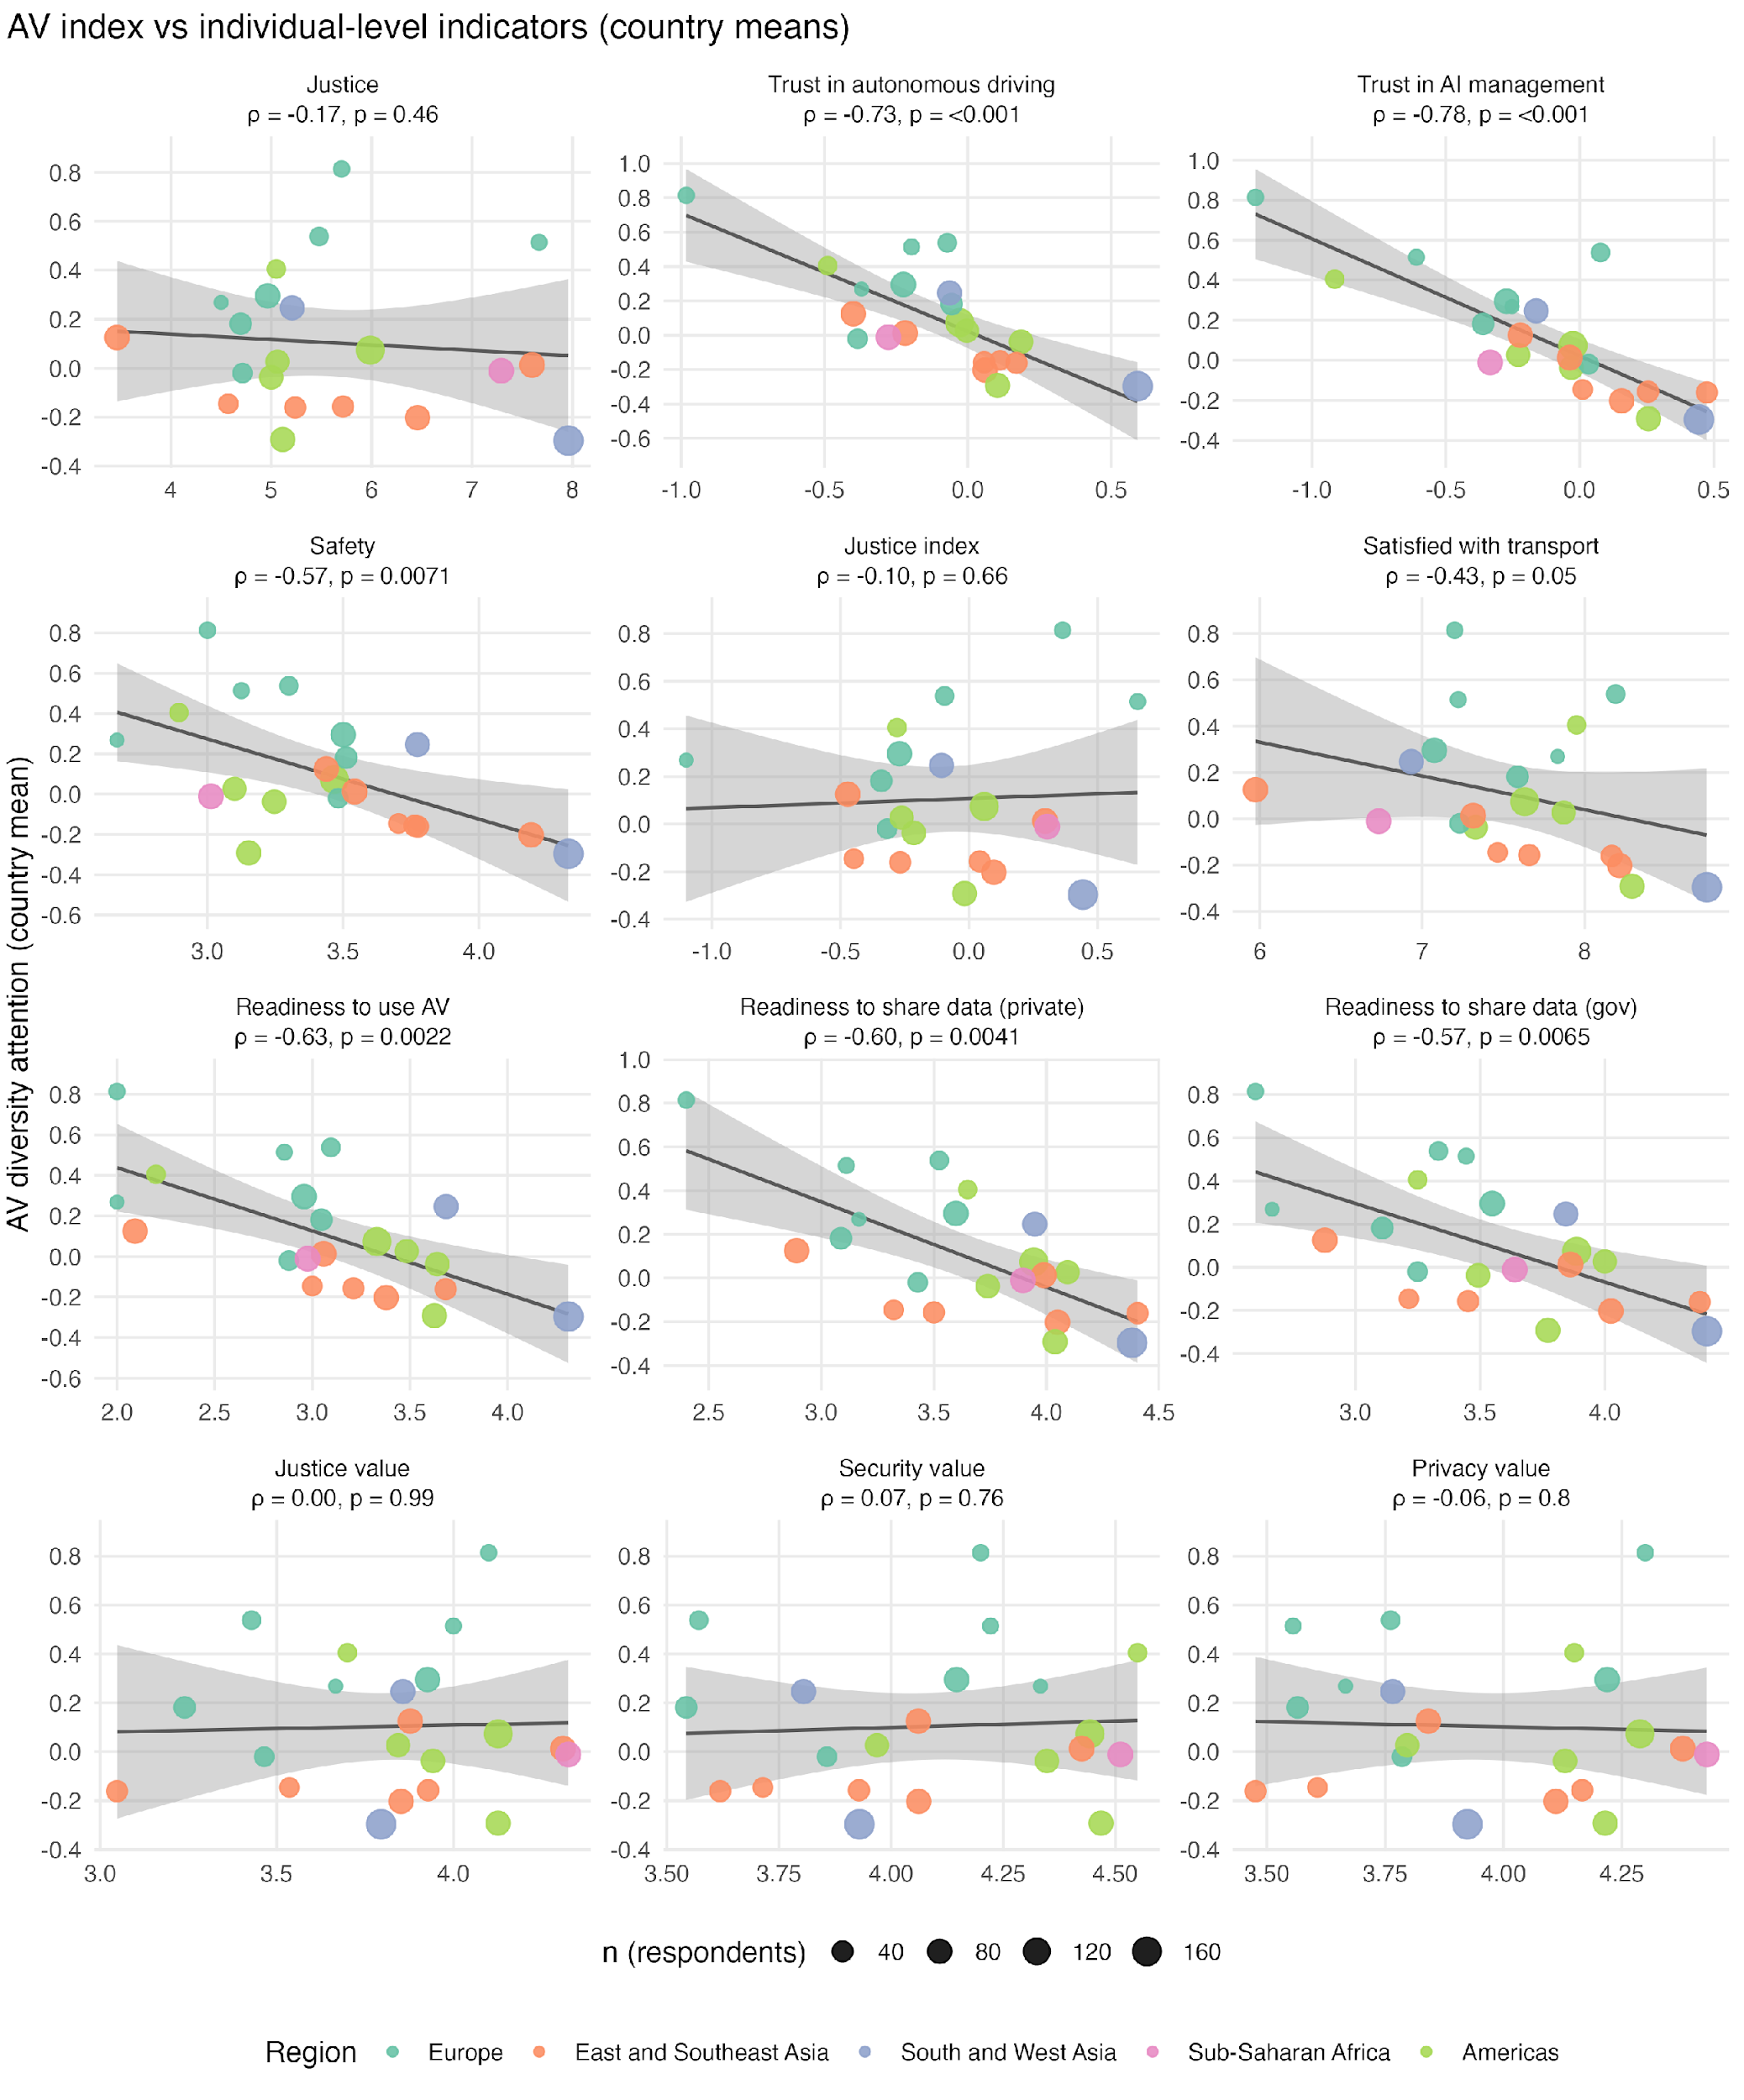 AV index vs individual-level indicators (country means)
Justice
ρ = -0.17, p = 0.46
Trust in autonomous driving
ρ = -0.73, p = <0.001
Trust in AI management
ρ = -0.78, p = <0.001
0.8
0.6
0.4
0.2
0.0
-0.2
-0.4
4 5 6 7 8
1.0
0.8
0.6
0.4
0.2
0.0
-0.2
-0.4
-0.6
-1.0 -0.5 0.0 0.5
1.0
0.8
0.6
0.4
0.2
0.0
-0.2
-0.4
-1.0 -0.5 0.0 0.5
Safety
ρ = -0.57, p = 0.0071
Justice index
ρ = -0.10, p = 0.66
Satisfied with transport
ρ = -0.43, p = 0.05
0.8
0.6
0.4
0.2
0.0
-0.2
-0.4
-0.6
3.0 3.5 4.0
0.8
0.6
0.4
0.2
0.0
-0.2
-0.4
-1.0 -0.5 0.0 0.5
0.8
0.6
0.4
0.2
0.0
-0.2
-0.4
6 7 8
AV diversity attention (country mean)
Readiness to use AV
ρ = -0.63, p = 0.0022
Readiness to share data (private)
ρ = -0.60, p = 0.0041
Readiness to share data (gov)
ρ = -0.57, p = 0.0065
0.8
0.6
0.4
0.2
0.0
-0.2
-0.4
-0.6
2.0 2.5 3.0 3.5 4.0
1.0
0.8
0.6
0.4
0.2
0.0
-0.2
-0.4
2.5 3.0 3.5 4.0 4.5
0.8
0.6
0.4
0.2
0.0
-0.2
-0.4
3.0 3.5 4.0
Justice value
ρ = 0.00, p = 0.99
Security value
ρ = 0.07, p = 0.76
Privacy value
ρ = -0.06, p = 0.8
0.8
0.6
0.4
0.2
0.0
-0.2
-0.4
3.0 3.5 4.0
0.8
0.6
0.4
0.2
0.0
-0.2
-0.4
3.50 3.75 4.00 4.25 4.50
0.8
0.6
0.4
0.2
0.0
-0.2
-0.4
3.50 3.75 4.00 4.25
n (respondents) 40 80 120 160
Region Europe East and Southeast Asia South and West Asia Sub-Saharan Africa Americas